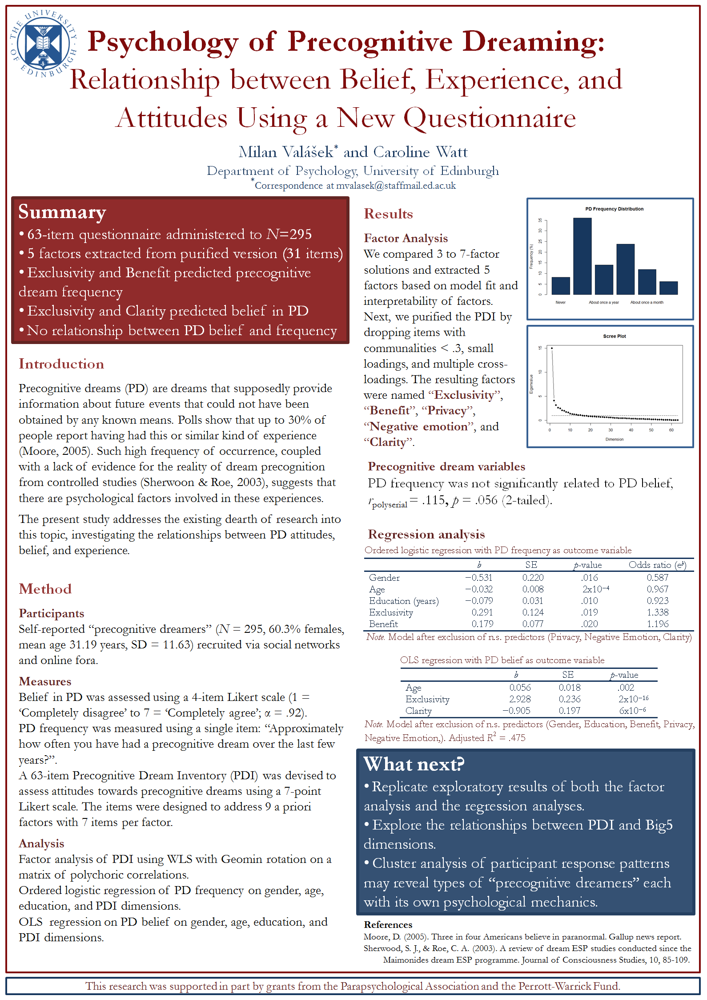 THE UNIVERSITY OF EDINBURGH
Psychology of Precognitive Dreaming:
Relationship between Belief, Experience, and
Attitudes Using a New Questionnaire
Milan Valášek* and Caroline Watt
Department of Psychology, University of Edinburgh
*Correspondence at mvalasek@staffmail.ed.ac.uk
Summary
• 63-item questionnaire administered to N=295
• 5 factors extracted from purified version (31 items)
• Exclusivity and Benefit predicted precognitive
dream frequency
• Exclusivity and Clarity predicted belief in PD
• No relationship between PD belief and frequency
Introduction
Precognitive dreams (PD) are dreams that supposedly provide
information about future events that could not have been
obtained by any known means. Polls show that up to 30% of
people report having had this or similar kind of experience
(Moore, 2005). Such high frequency of occurrence, coupled
with a lack of evidence for the reality of dream precognition
from controlled studies (Sherwoon & Roe, 2003), suggests that
there are psychological factors involved in these experiences.
The present study addresses the existing dearth of research into
this topic, investigating the relationships between PD attitudes,
belief, and experience.
Method
Participants
Self-reported “precognitive dreamers” (N = 295, 60.3% females,
mean age 31.19 years, SD = 11.63) recruited via social networks
and online fora.
Measures
Belief in PD was assessed using a 4-item Likert scale (1 =
‘Completely disagree’ to 7 = ‘Completely agree’; α = .92).
PD frequency was measured using a single item: “Approximately
how often you have had a precognitive dream over the last few
years?”.
A 63-item Precognitive Dream Inventory (PDI) was devised to
assess attitudes towards precognitive dreams using a 7-point
Likert scale. The items were designed to address 9 a priori
factors with 7 items per factor.
Analysis
Factor analysis of PDI using WLS with Geomin rotation on a
matrix of polychoric correlations.
Ordered logistic regression of PD frequency on gender, age,
education, and PDI dimensions.
OLS regression on PD belief on gender, age, education, and
PDI dimensions.
Results
Factor Analysis
We compared 3 to 7-factor
solutions and extracted 5
factors based on model fit and
interpretability of factors.
Next, we purified the PDI by
dropping items with
communalities < .3, small
loadings, and multiple cross-
loadings. The resulting factors
were named “Exclusivity”,
“Benefit”, “Privacy”,
“Negative emotion”, and
“Clarity”.
PD Frequency Distribution
Frequency (%)
35
30
25
20
15
10
5
0
Never About once a year About once a month
Scree Plot
Eigenvalue
15
10
5
0
0 10 20 30 40 50 60
Dimension
Precognitive dream variables
PD frequency was not significantly related to PD belief,
rpolyserial = .115, p = .056 (2-tailed).
Regression analysis
Ordered logistic regression with PD frequency as outcome variable
b SE p-value Odds ratio (eᵇ)
Gender −0.531 0.220 .016 0.587
Age −0.032 0.008 2x10⁻⁴ 0.967
Education (years) −0.079 0.031 .010 0.923
Exclusivity 0.291 0.124 .019 1.338
Benefit 0.179 0.077 .020 1.196
Note. Model after exclusion of n.s. predictors (Privacy, Negative Emotion, Clarity)
OLS regression with PD belief as outcome variable
b SE p-value
Age 0.056 0.018 .002
Exclusivity 2.928 0.236 2x10⁻¹⁶
Clarity −0.905 0.197 6x10⁻⁶
Note. Model after exclusion of n.s. predictors (Gender, Education, Benefit, Privacy,
Negative Emotion,). Adjusted R² = .475
What next?
• Replicate exploratory results of both the factor
analysis and the regression analyses.
• Explore the relationships between PDI and Big5
dimensions.
• Cluster analysis of participant response patterns
may reveal types of “precognitive dreamers” each
with its own psychological mechanics.
References
Moore, D. (2005). Three in four Americans believe in paranormal. Gallup news report.
Sherwood, S. J., & Roe, C. A. (2003). A review of dream ESP studies conducted since the
Maimonides dream ESP programme. Journal of Consciousness Studies, 10, 85-109.
This research was supported in part by grants from the Parapsychological Association and the Perrott-Warrick Fund.